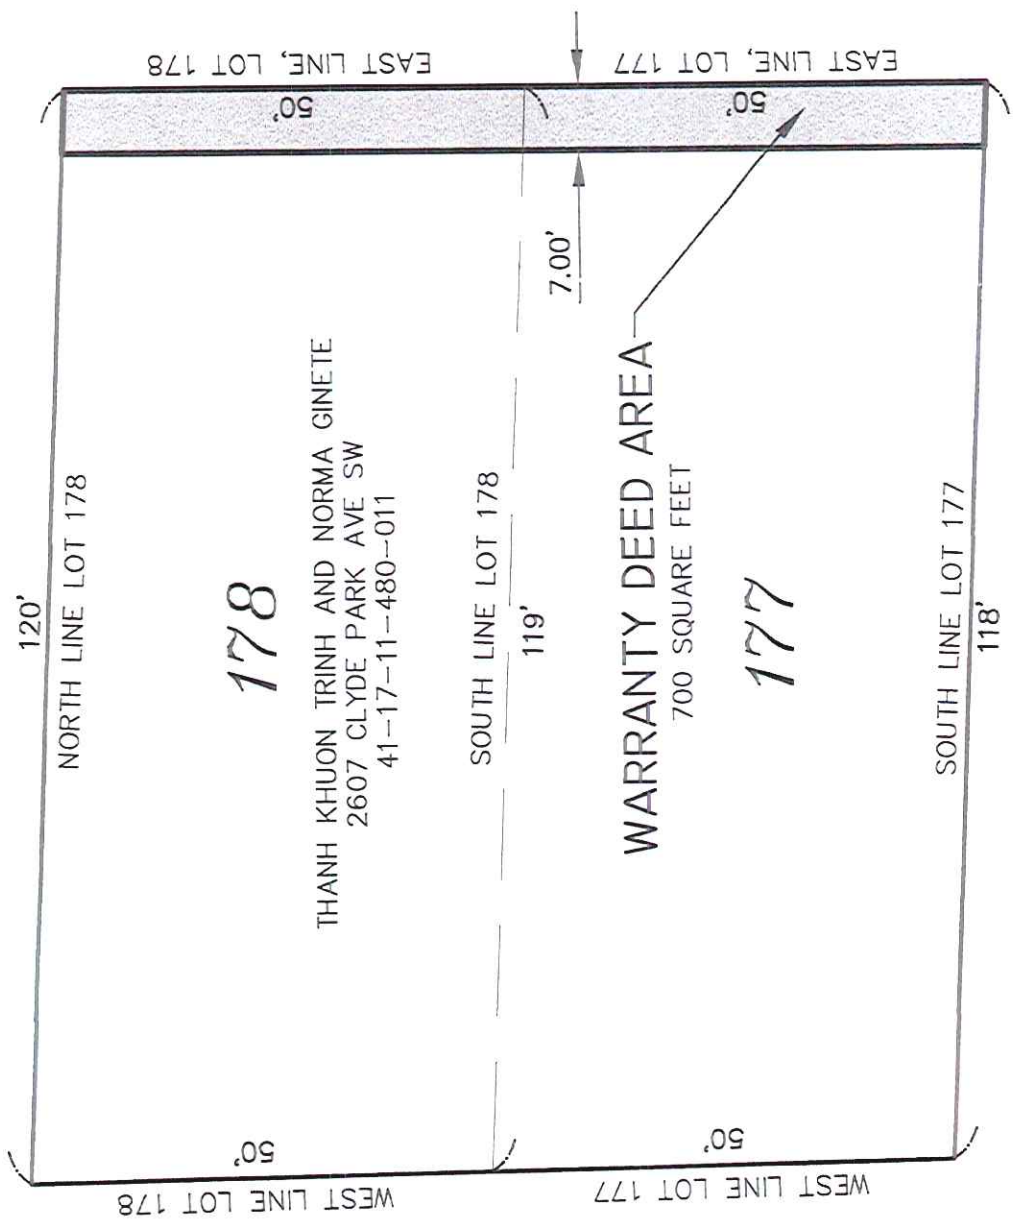 120'
NORTH LINE LOT 178
178
THANH KHUON TRINH AND NORMA GINETE
2607 CLYDE PARK AVE SW
41-17-11-480-011
SOUTH LINE LOT 178
119'
WEST LINE LOT 178
50'
EAST LINE, LOT 178
50'
7.00'
WARRANTY DEED AREA
700 SQUARE FEET
177
SOUTH LINE LOT 177
118'
WEST LINE LOT 177
50'
EAST LINE, LOT 177
50'